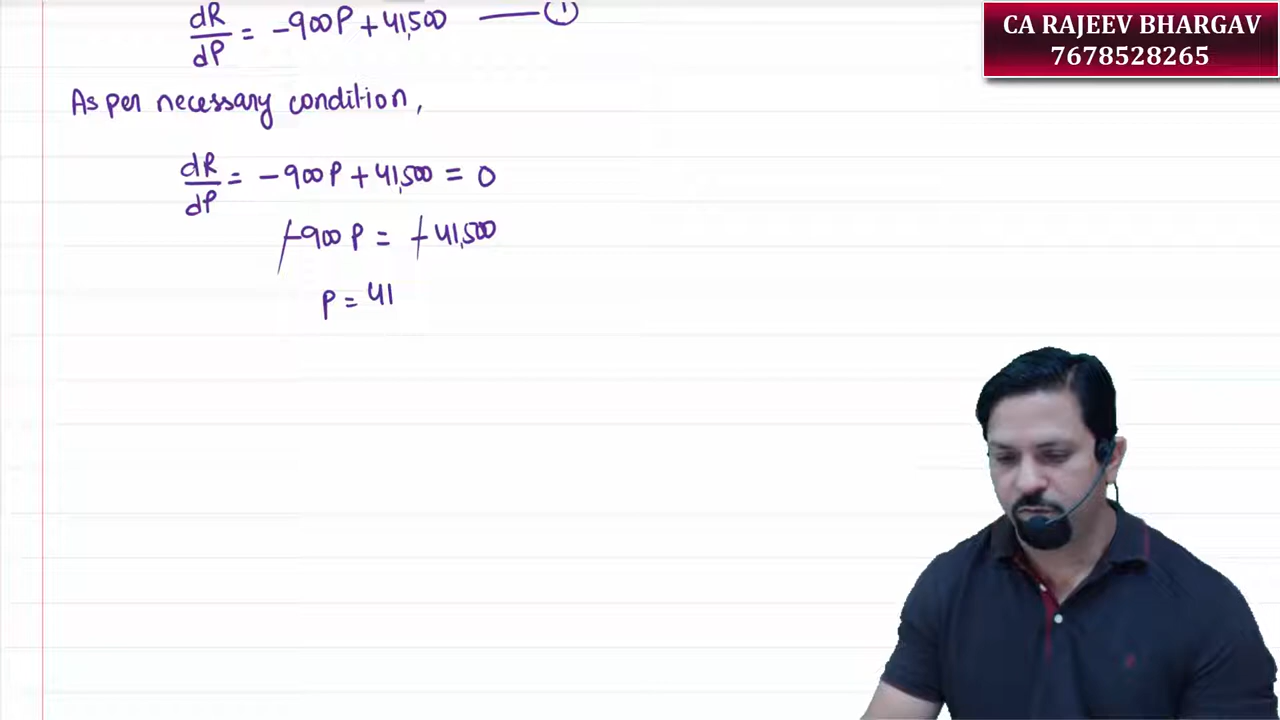 dR/dP = -900P + 41,500 —— (1)
CA RAJEEV BHARGAV
7678528265
As per necessary condition,
dR/dP = -900P + 41,500 = 0
-900P = -41,500
P = 41